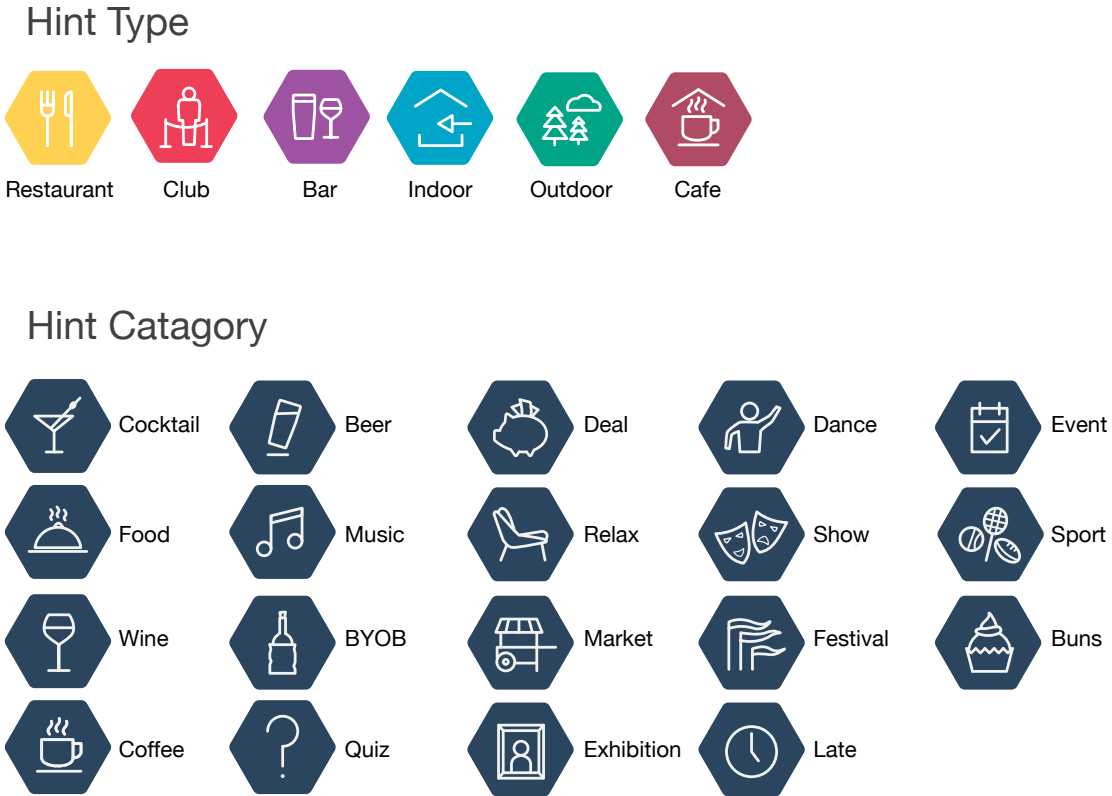 Hint Type
Restaurant Club Bar Indoor Outdoor Cafe
Hint Catagory
Cocktail Beer Deal Dance Event
Food Music Relax Show Sport
Wine BYOB Market Festival Buns
Coffee Quiz Exhibition Late